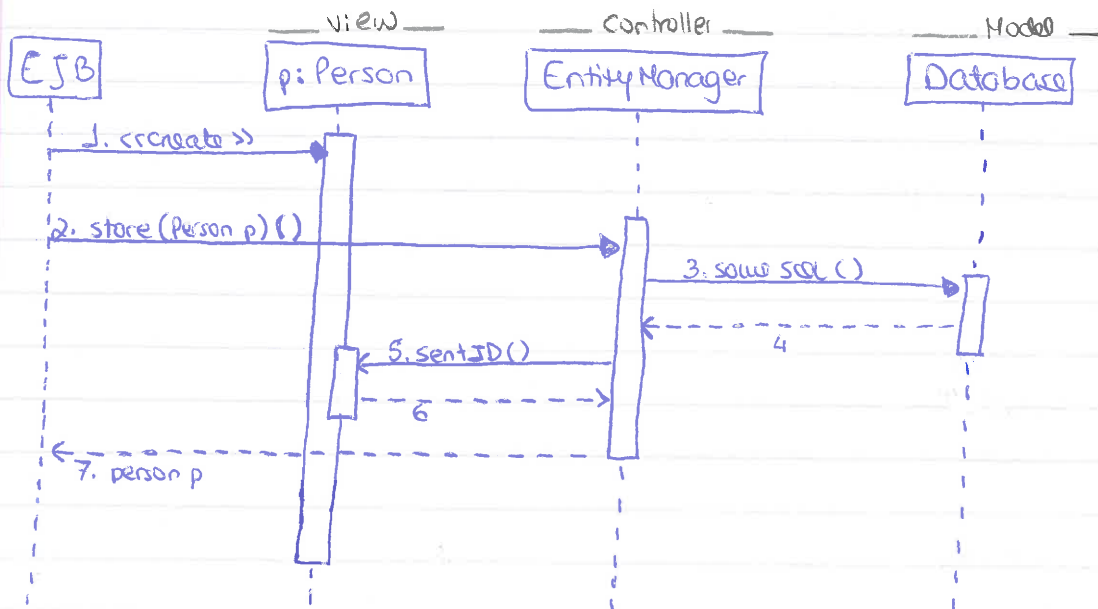 View
Controller
Model
EJB
p: Person
EntityManager
Database
1. <<create>>
2. store(Person p)()
3. some SQL ()
4
5. sentID()
6
7. person p